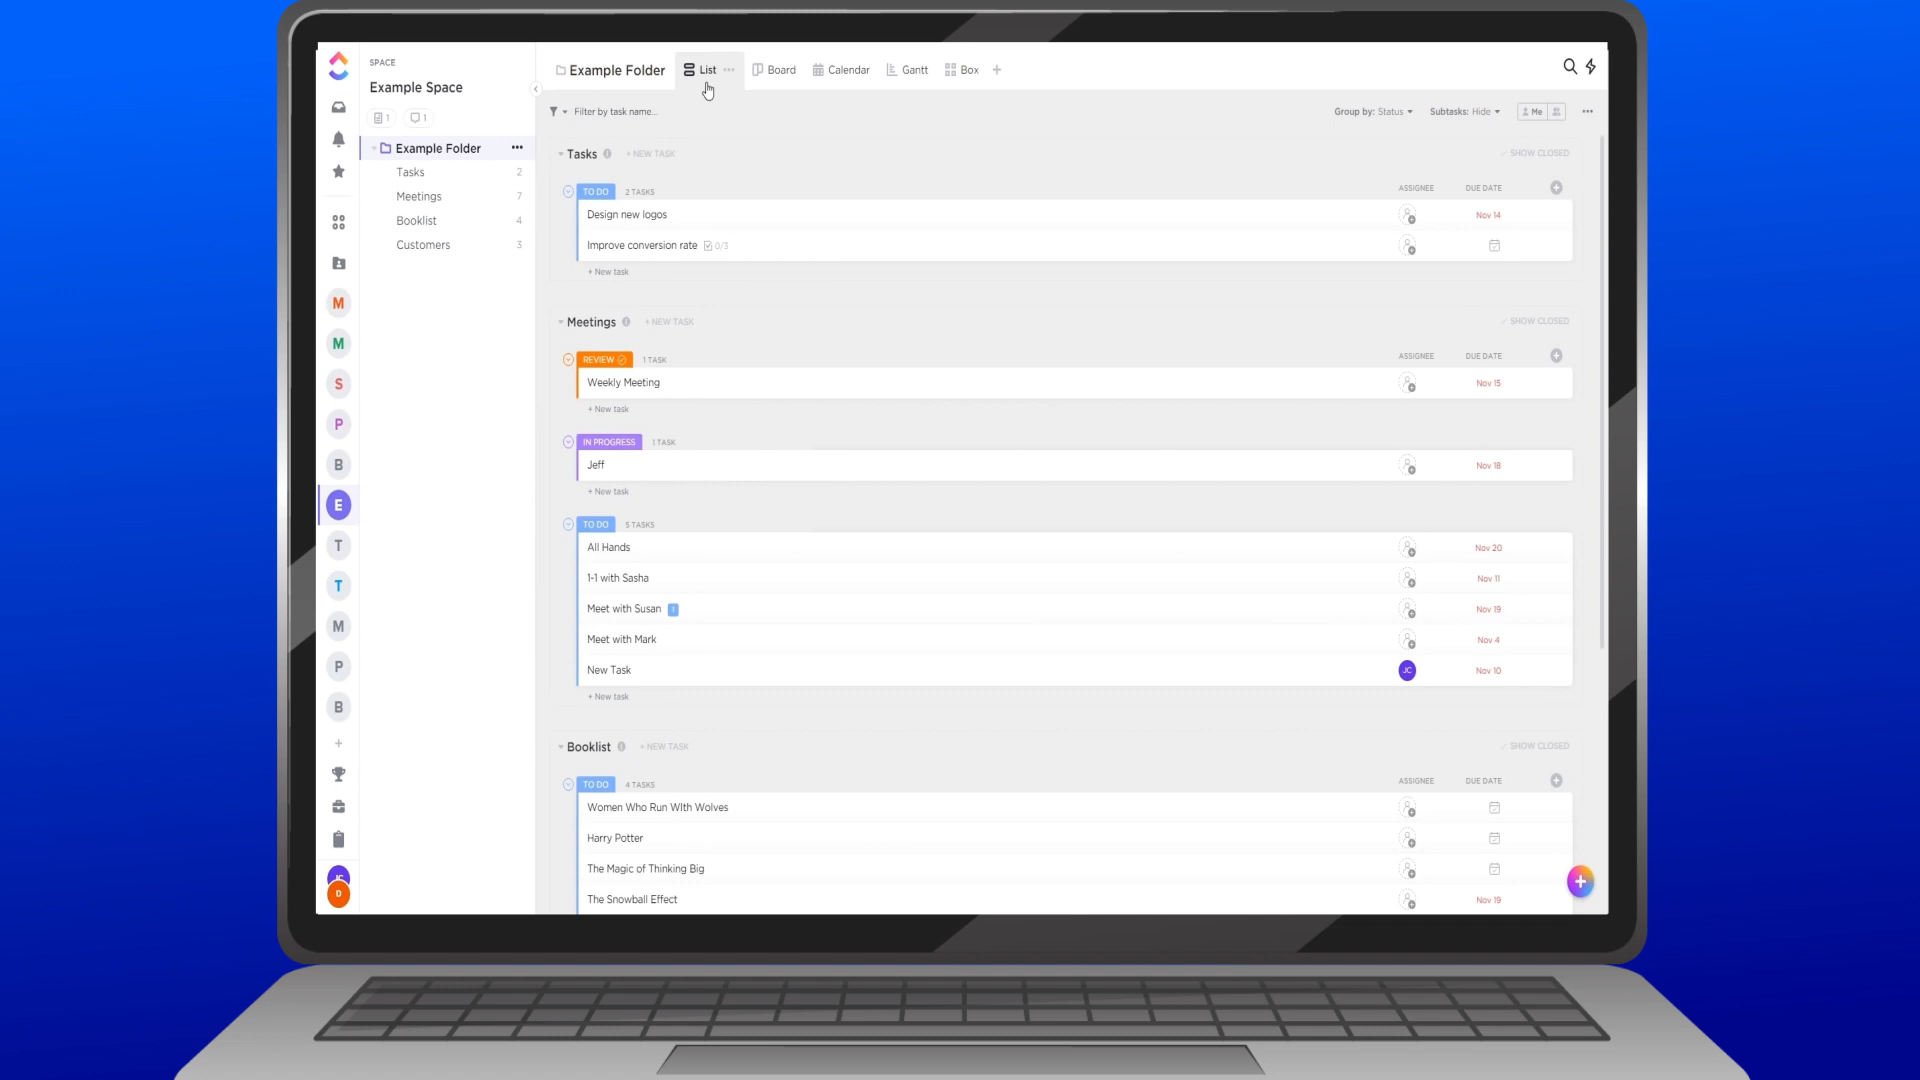 SPACE
Example Space
1 1
Example Folder
Tasks 2
Meetings 7
Booklist 4
Customers 3
M
M
S
P
B
E
T
T
M
P
B
JC
D
Example Folder List Board Calendar Gantt Box
Filter by task name... Group by: Status Subtasks: Hide Me
Tasks + NEW TASK SHOW CLOSED
TO DO 2 TASKS ASSIGNEE DUE DATE
Design new logos Nov 14
Improve conversion rate 0/3
+ New task
Meetings + NEW TASK SHOW CLOSED
REVIEW 1 TASK ASSIGNEE DUE DATE
Weekly Meeting Nov 15
+ New task
IN PROGRESS 1 TASK
Jeff Nov 18
+ New task
TO DO 5 TASKS
All Hands Nov 20
1-1 with Sasha Nov 11
Meet with Susan 1 Nov 19
Meet with Mark Nov 4
New Task JC Nov 10
+ New task
Booklist + NEW TASK SHOW CLOSED
TO DO 4 TASKS ASSIGNEE DUE DATE
Women Who Run WIth Wolves
Harry Potter
The Magic of Thinking Big
The Snowball Effect Nov 19